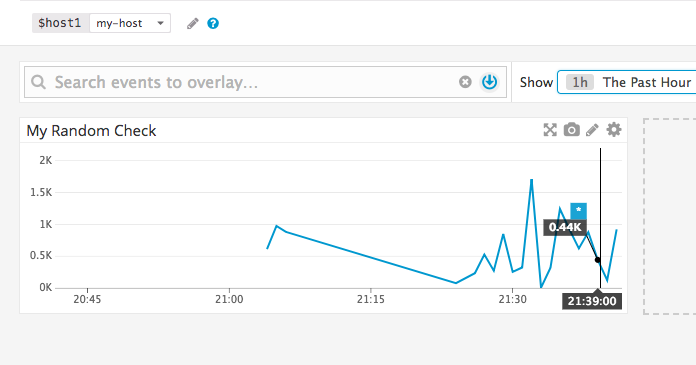 $host1 my-host
Search events to overlay...
Show 1h The Past Hour
My Random Check
2K
1.5K
1K
0.44K
0.5K
0K
20:45 21:00 21:15 21:30 21:39:00